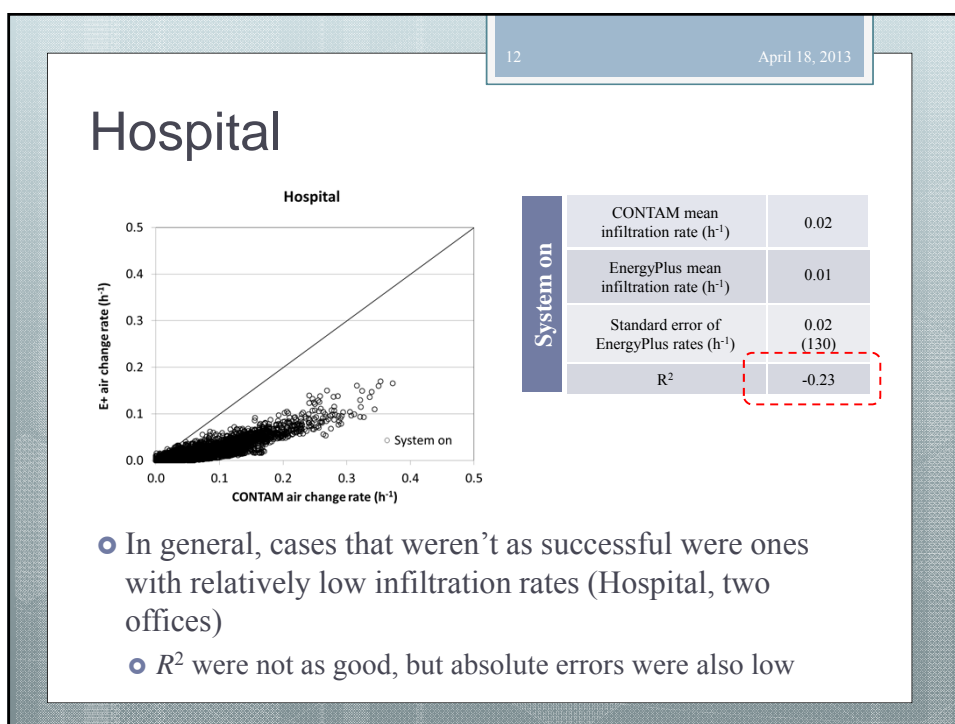 12 April 18, 2013
Hospital
Hospital
E+ air change rate (h-1)
0.5
0.4
0.3
0.2
0.1
0.0
System on
0.0 0.1 0.2 0.3 0.4 0.5
CONTAM air change rate (h-1)
System on
CONTAM mean
infiltration rate (h-1) 0.02
EnergyPlus mean
infiltration rate (h-1) 0.01
Standard error of 0.02
EnergyPlus rates (h-1) (130)
R2 -0.23
In general, cases that weren’t as successful were ones
with relatively low infiltration rates (Hospital, two
offices)
R2 were not as good, but absolute errors were also low